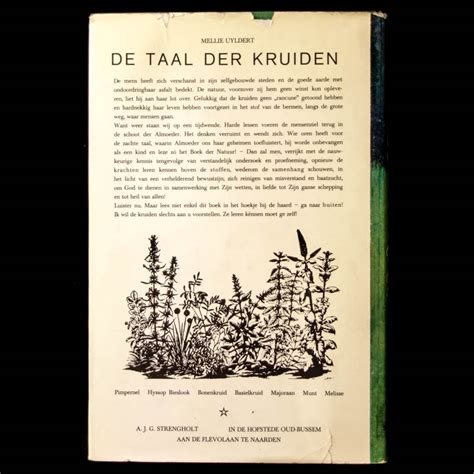 MELLIE UYLDERT
DE TAAL DER KRUIDEN
De mens heeft zich verschanst in zijn zelfgebouwde steden en de goede aarde met
ondoordringbaar asfalt bedekt. De natuur, voorzover zij hem geen winst kon opleve-
ren, liet hij aan haar lot over. Gelukkig dat de kruiden geen „rancune" getoond hebben
en hardnekkig haar leven hebben voortgezet in het stof van de bermen, langs de grote
weg, waar mensen gaan.
Want weer staan wij op een tijdwende. Harde lessen voeren de mensenziel terug in
de schoot der Almoeder. Het denken verruimt en wendt zich. Wie oren heeft voor
de zachte taal, waarin Almoeder ons haar geheimen toefluistert, hij worde onbevangen
als een kind en leze zo het Boek der Natuur! – Dan zal men, verrijkt met de nauw-
keurige kennis tengevolge van verstandelijk onderzoek en proefneming, opnieuw de
krachten leren kennen boven de stoffen, wederom de samenhang schouwen, in
het licht van een verhelderend bewustzijn, zich reinigen van misverstand en baatzucht,
om God te dienen in samenwerking met Zijn wetten, in liefde tot Zijn ganse schepping
en tot heil van allen!
Luister nu. Maar lees niet enkel dit boek in het hoekje bij de haard – ga naar buiten!
Ik wil de kruiden slechts aan u voorstellen. Ze leren kénnen moet ge zelf!
Pimpernel Hyssop Bieslook Bonenkruid Basielkruid Majoraan Munt Melisse
A. J. G. STRENGHOLT IN DE HOFSTEDE OUD-BUSSEM
AAN DE FLEVOLAAN TE NAARDEN